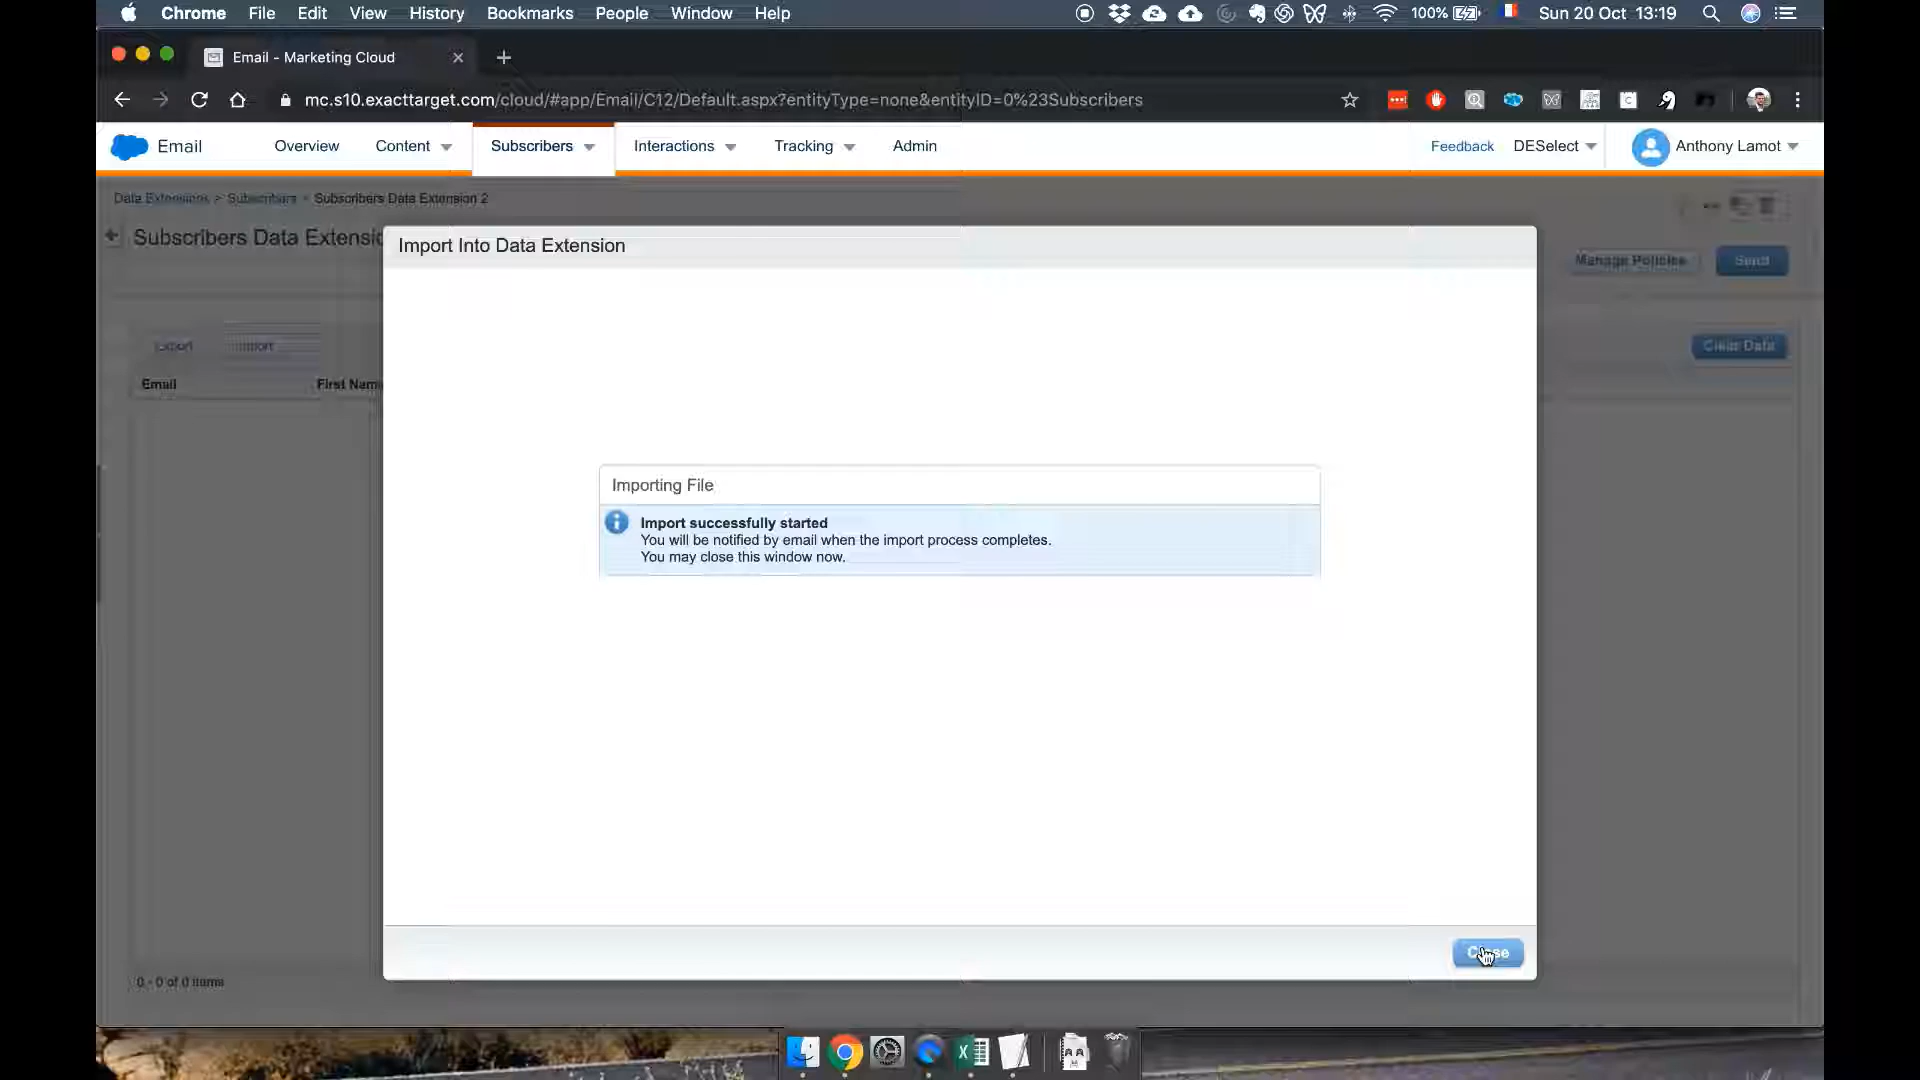 Chrome File Edit View History Bookmarks People Window Help 100% Sun 20 Oct 13:19
Email - Marketing Cloud
mc.s10.exacttarget.com/cloud/#app/Email/C12/Default.aspx?entityType=none&entityID=0%23Subscribers
Email Overview Content Subscribers Interactions Tracking Admin Feedback DESelect Anthony Lamot
Data Extensions > Subscribers > Subscribers Data Extension 2
Subscribers Data Extensio
Import Into Data Extension
Manage Policies Send
Export Import Clear Data
Email First Name
Importing File
Import successfully started
You will be notified by email when the import process completes.
You may close this window now.
Close
0 - 0 of 0 items